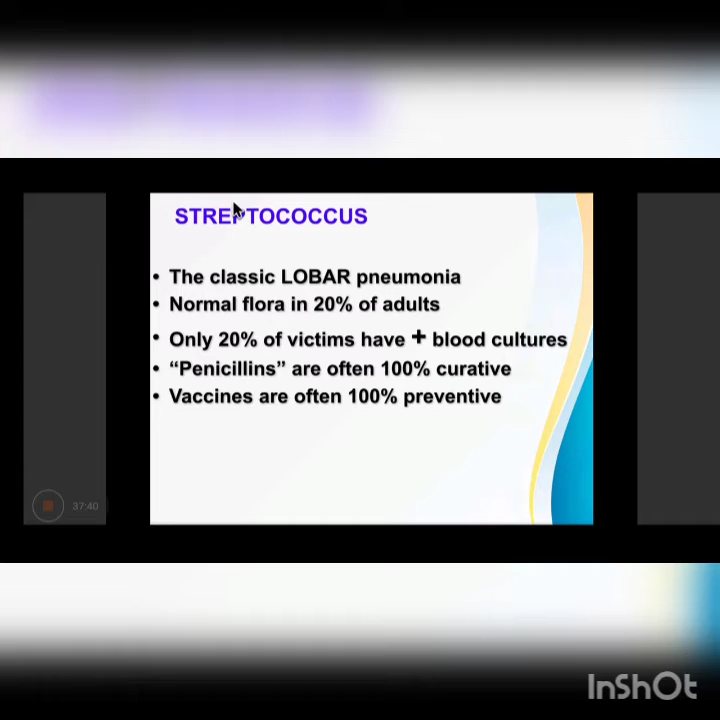 STREPTOCOCCUS
• The classic LOBAR pneumonia
• Normal flora in 20% of adults
• Only 20% of victims have + blood cultures
• “Penicillins” are often 100% curative
• Vaccines are often 100% preventive
37:40
InShOt